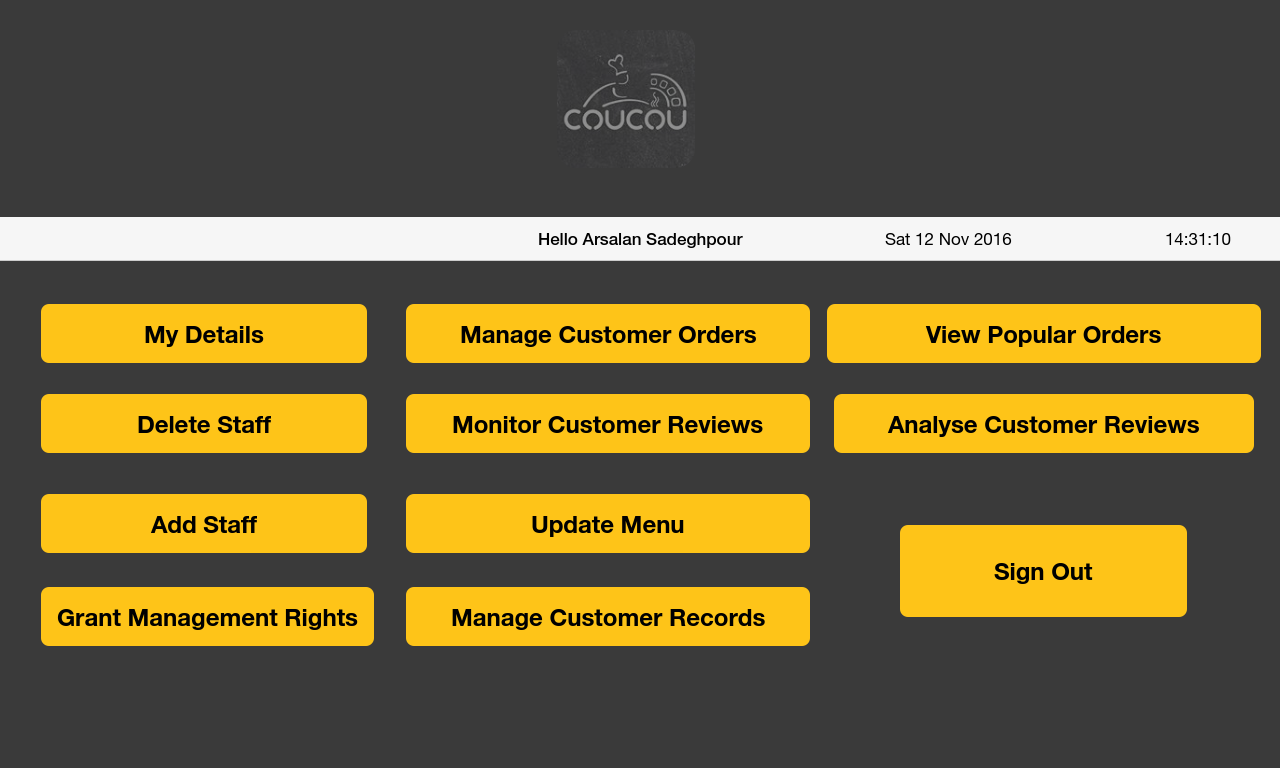 COUCOU
Hello Arsalan Sadeghpour
Sat 12 Nov 2016
14:31:10
My Details
Manage Customer Orders
View Popular Orders
Delete Staff
Monitor Customer Reviews
Analyse Customer Reviews
Add Staff
Update Menu
Sign Out
Grant Management Rights
Manage Customer Records